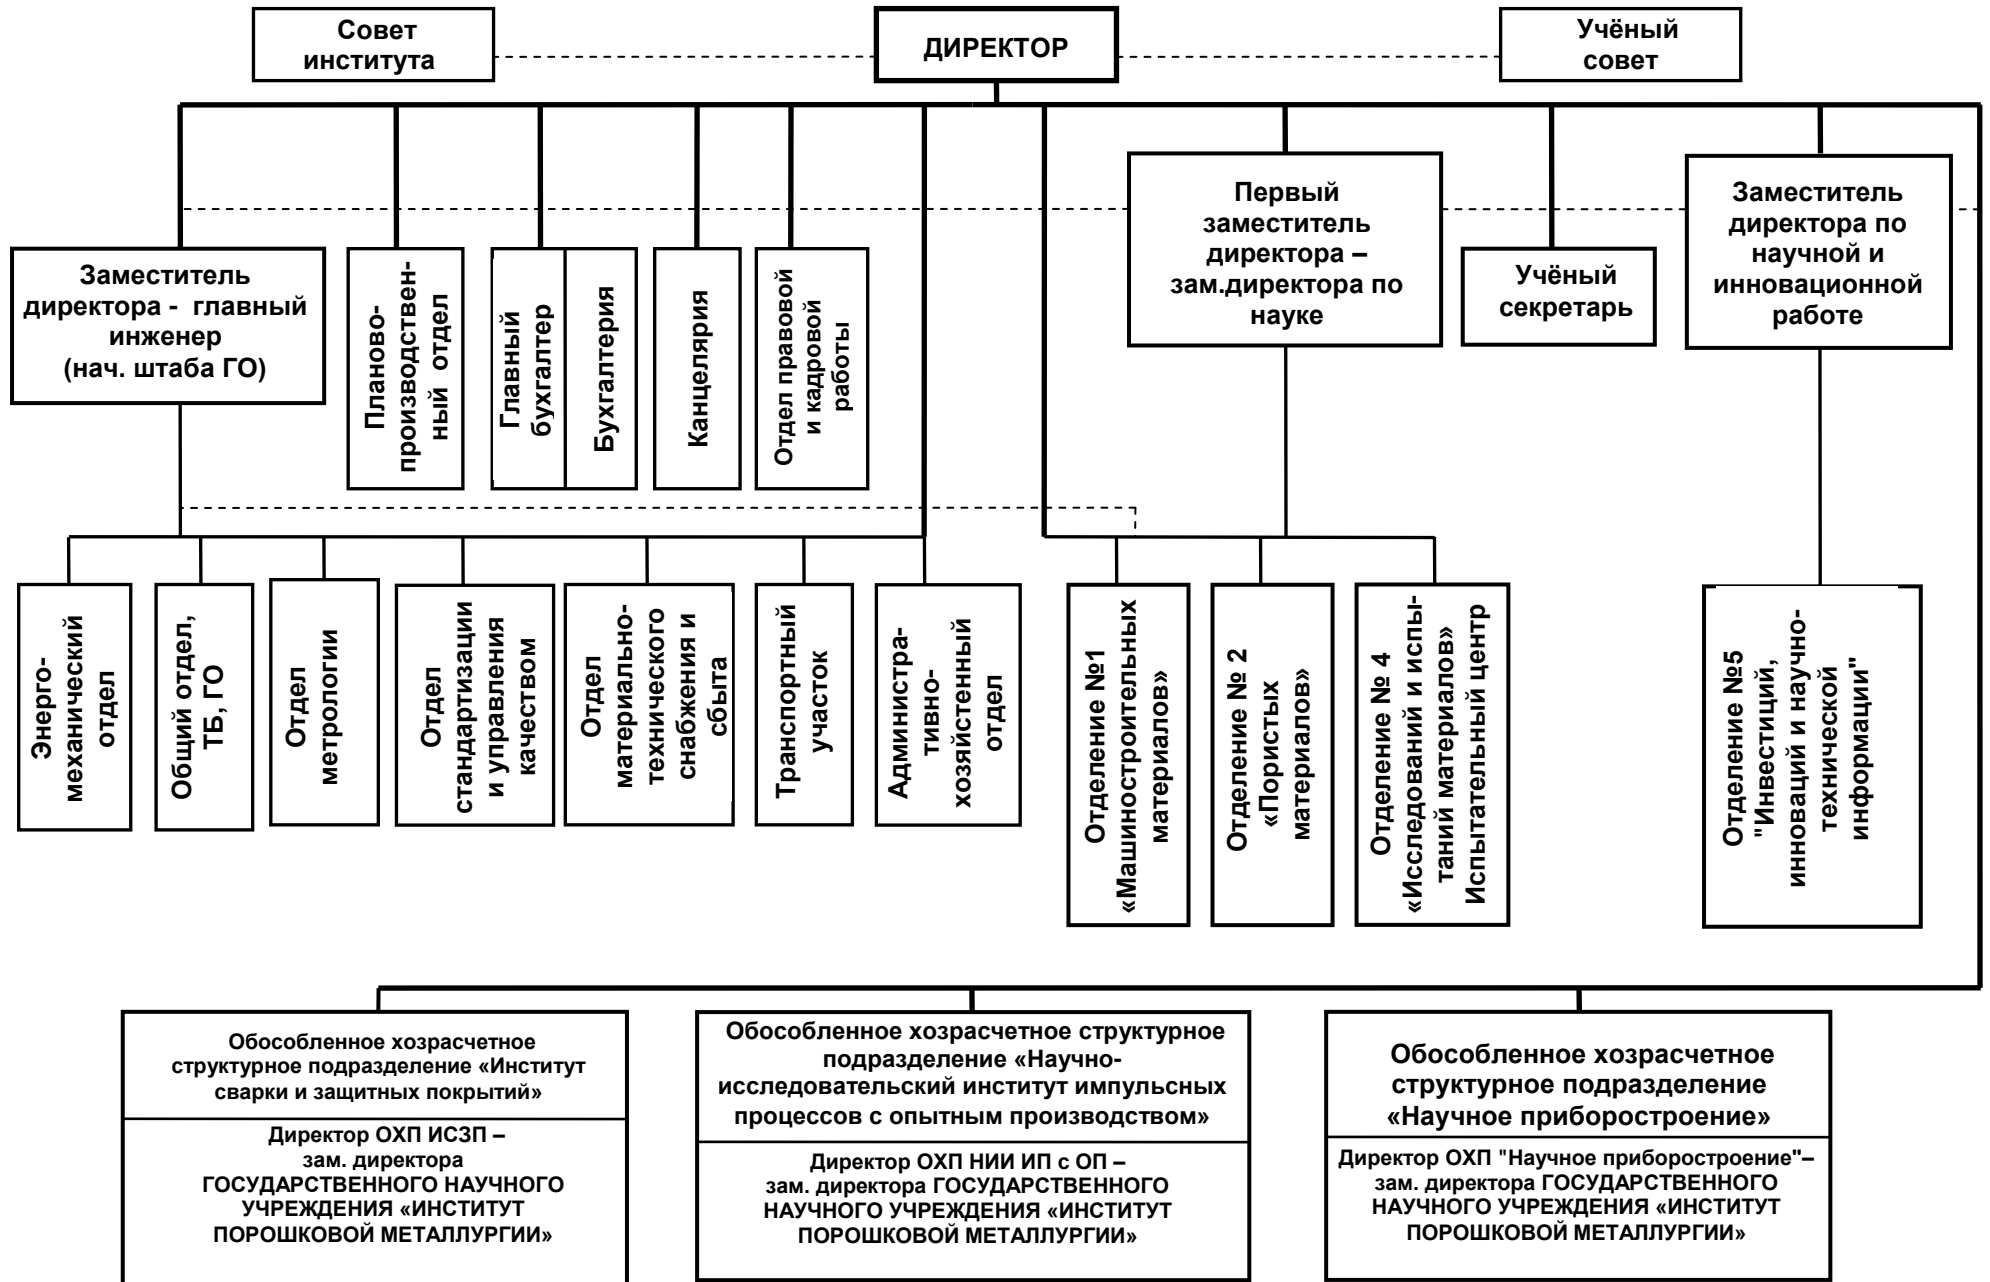 Совет
института
ДИРЕКТОР
Учёный
совет
Заместитель
директора - главный
инженер
(нач. штаба ГО)
Планово-
производствен-
ный отдел
Главный
бухгалтер
Бухгалтерия
Канцелярия
Отдел правовой
и кадровой
работы
Первый
заместитель
директора –
зам.директора по
науке
Учёный
секретарь
Заместитель
директора по
научной и
инновационной
работе
Энерго-
механический
отдел
Общий отдел,
ТБ, ГО
Отдел
метрологии
Отдел
стандартизации
и управления
качеством
Отдел
материально-
технического
снабжения и
сбыта
Транспортный
участок
Администра-
тивно-
хозяйственный
отдел
Отделение №1
«Машиностроительных
материалов»
Отделение № 2
«Пористых
материалов»
Отделение № 4
«Исследований и испы-
таний материалов»
Испытательный центр
Отделение №5
"Инвестиций,
инноваций и научно-
технической
информации"
Обособленное хозрасчетное
структурное подразделение «Институт
сварки и защитных покрытий»
Директор ОХП ИСЗП –
зам. директора
ГОСУДАРСТВЕННОГО НАУЧНОГО
УЧРЕЖДЕНИЯ «ИНСТИТУТ
ПОРОШКОВОЙ МЕТАЛЛУРГИИ»
Обособленное хозрасчетное структурное
подразделение «Научно-
исследовательский институт импульсных
процессов с опытным производством»
Директор ОХП НИИ ИП с ОП –
зам. директора ГОСУДАРСТВЕННОГО
НАУЧНОГО УЧРЕЖДЕНИЯ «ИНСТИТУТ
ПОРОШКОВОЙ МЕТАЛЛУРГИИ»
Обособленное хозрасчетное
структурное подразделение
«Научное приборостроение»
Директор ОХП "Научное приборостроение"–
зам. директора ГОСУДАРСТВЕННОГО
НАУЧНОГО УЧРЕЖДЕНИЯ «ИНСТИТУТ
ПОРОШКОВОЙ МЕТАЛЛУРГИИ»